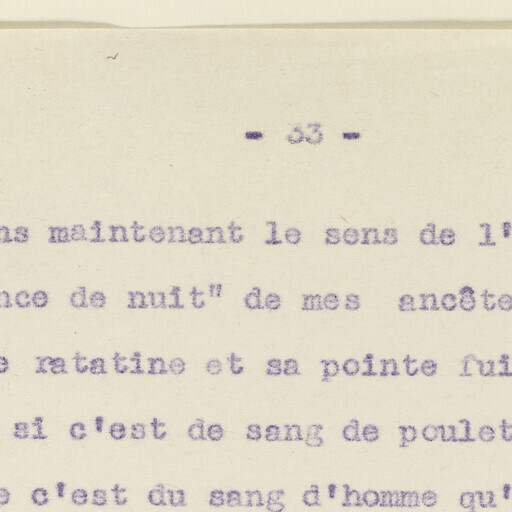 - 33 -
ns maintenant le sens de l'
nce de nuit" de mes ancête
e ratatine et sa pointe fui
si c'est de sang de poulet
e c'est du sang d'homme qu'